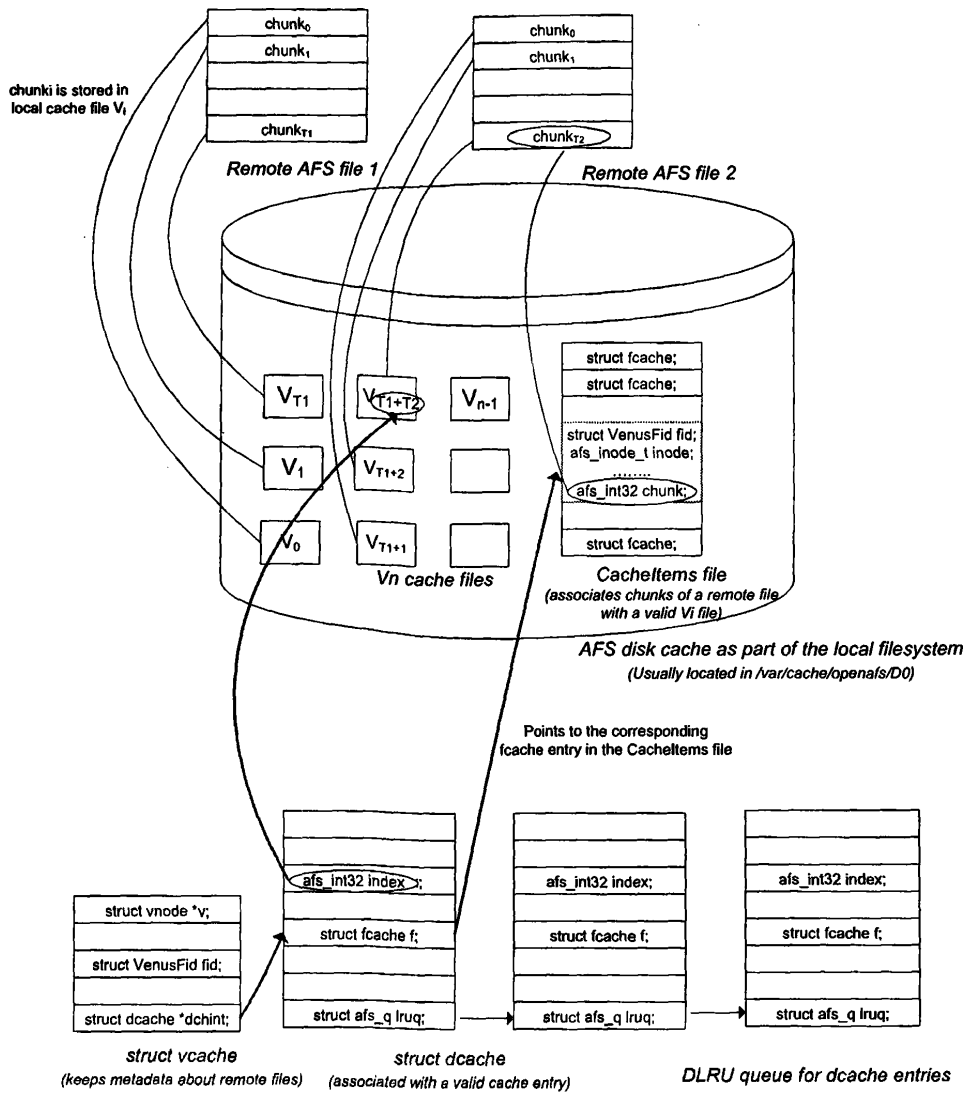 chunk₀
chunk₁
chunkT1
chunk₀
chunk₁
chunkT2
chunki is stored in
local cache file Vi
Remote AFS file 1
Remote AFS file 2
VT1
VT1+T2
Vn-1
V1
VT1+2
V0
VT1+1
Vn cache files
struct fcache;
struct fcache;
struct VenusFid fid;
afs_inode_t inode;
........
afs_int32 chunk;
struct fcache;
CacheItems file
(associates chunks of a remote file
with a valid Vi file)
AFS disk cache as part of the local filesystem
(Usually located in /var/cache/openafs/D0)
Points to the corresponding
fcache entry in the CacheItems file
struct vnode *v;
struct VenusFid fid;
struct dcache *dchint;
struct vcache
(keeps metadata about remote files)
afs_int32 index;
struct fcache f;
struct afs_q lruq;
struct dcache
(associated with a valid cache entry)
afs_int32 index;
struct fcache f;
struct afs_q lruq;
afs_int32 index;
struct fcache f;
struct afs_q lruq;
DLRU queue for dcache entries